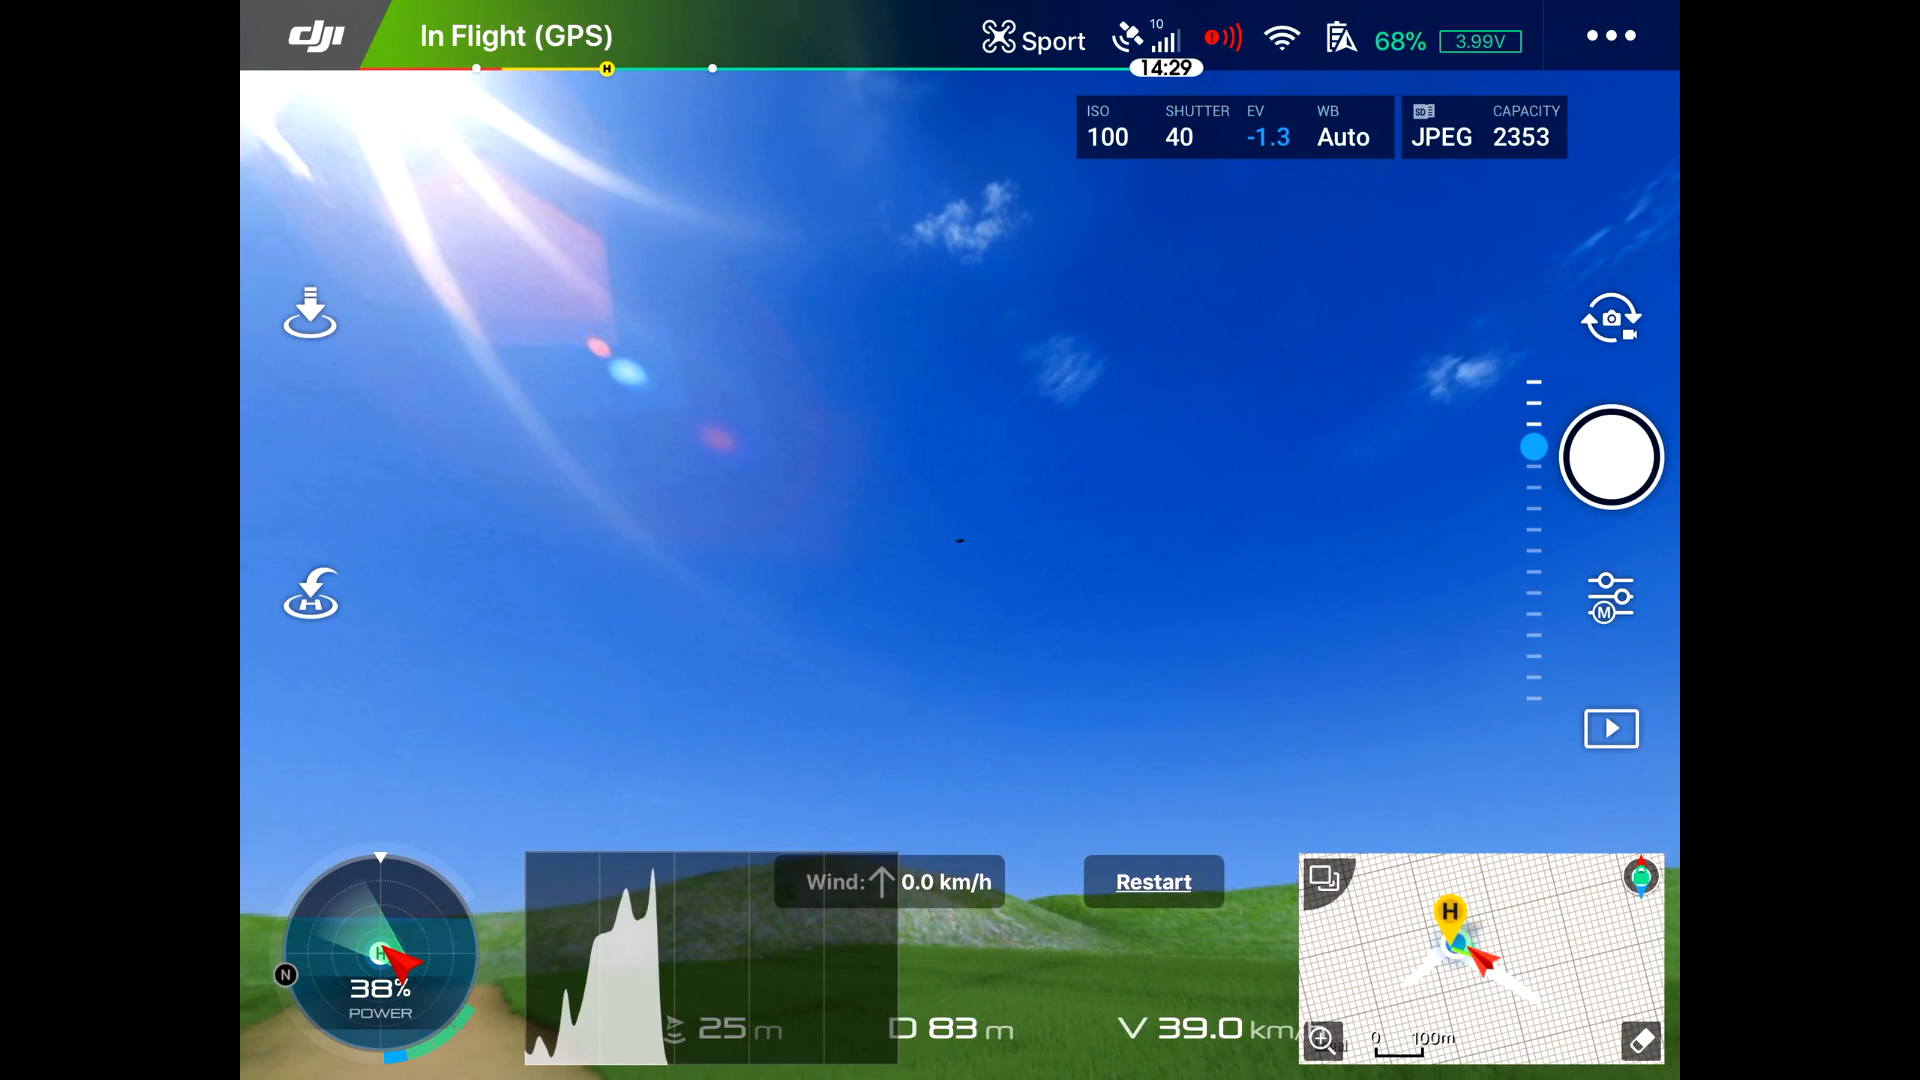 dji
In Flight (GPS)
Sport
10
68%
3.99V
14:29
ISO
100
SHUTTER
40
EV
-1.3
WB
Auto
SD
JPEG
CAPACITY
2353
M
Wind: 0.0 km/h
Restart
H
N
H
38%
POWER
25 m
D 83 m
V 39.0 km/h
H
0 100m